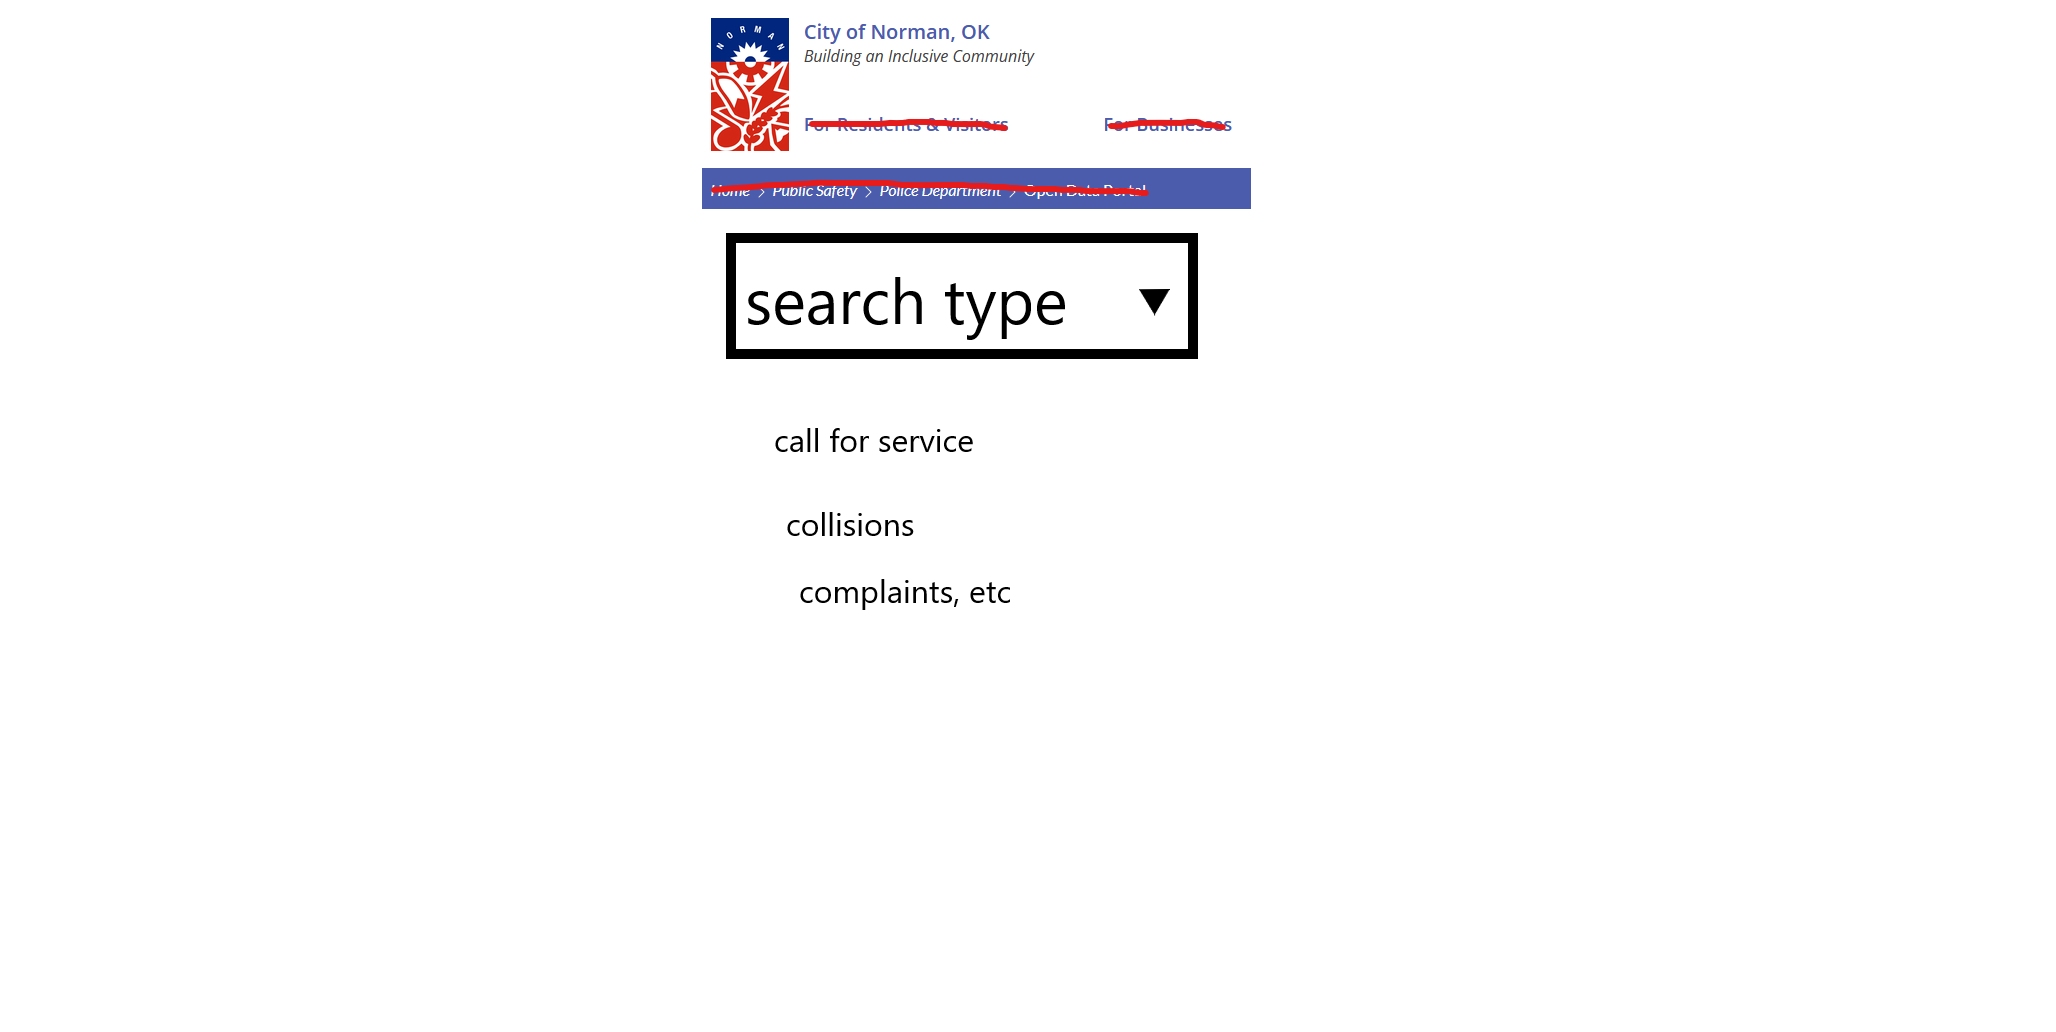 NORMAN
City of Norman, OK
Building an Inclusive Community
For Residents & Visitors For Businesses
Home > Public Safety > Police Department > Open Data Portal
search type ▼
call for service
collisions
complaints, etc